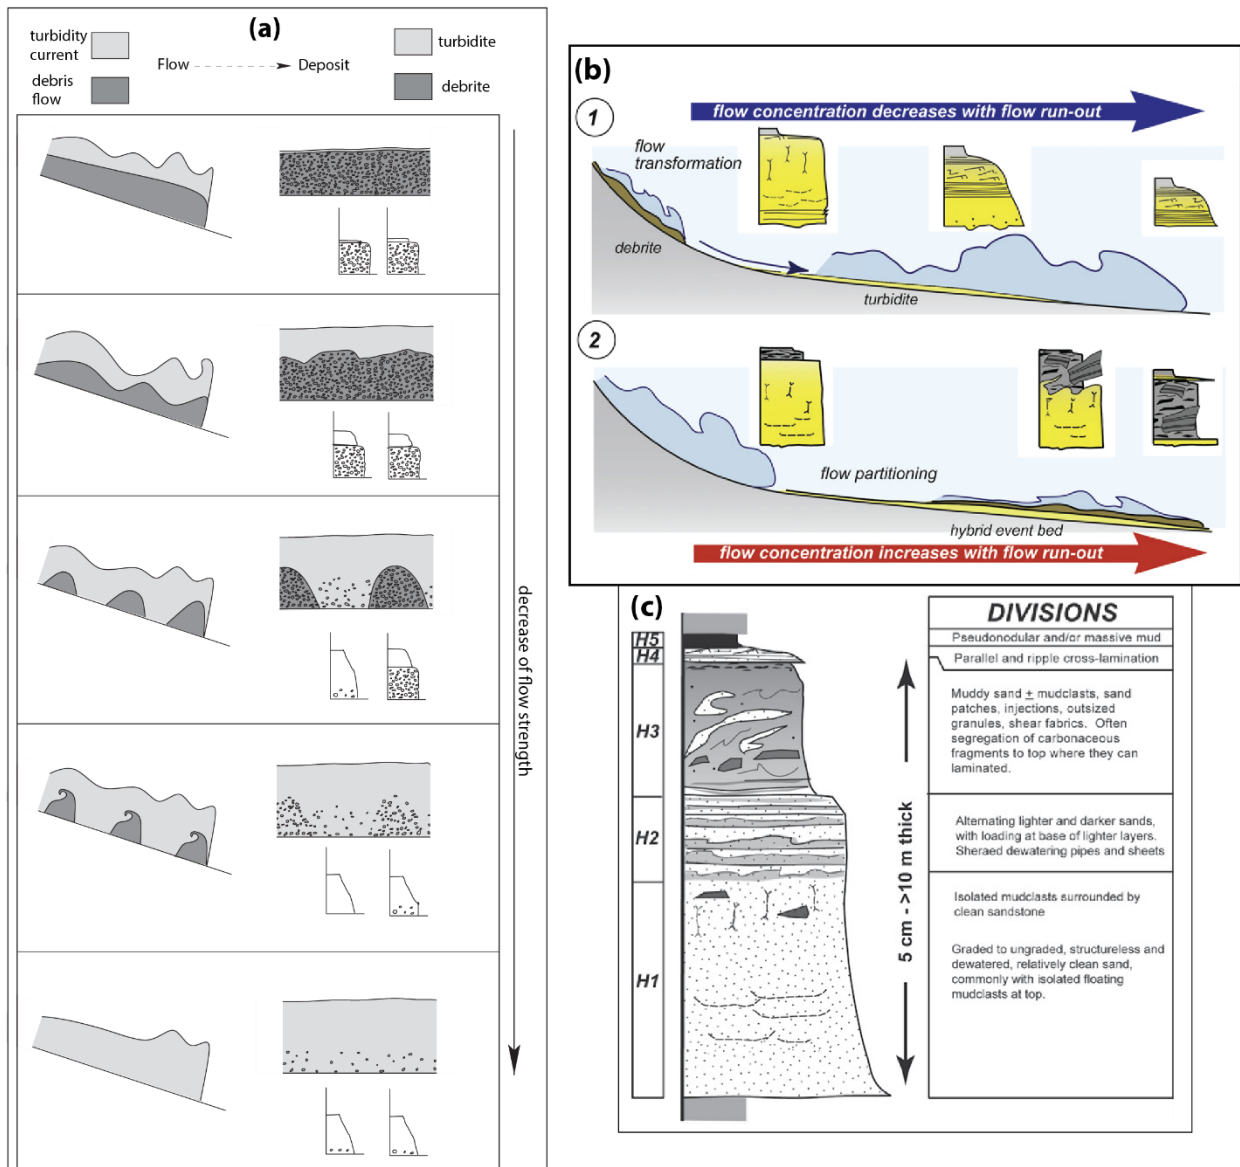 (a)
turbidity
current
debris
flow
Flow
Deposit
turbidite
debrite
decrease of flow strength
(b)
1
flow concentration decreases with flow run-out
flow
transformation
debrite
turbidite
2
flow partitioning
hybrid event bed
flow concentration increases with flow run-out
(c)
H5
H4
H3
H2
H1
5 cm - >10 m thick
DIVISIONS
Pseudonodular and/or massive mud
Parallel and ripple cross-lamination
Muddy sand + mudclasts, sand
patches, injections, outsized
granules, shear fabrics. Often
segregation of carbonaceous
fragments to top where they can
laminated.
Alternating lighter and darker sands,
with loading at base of lighter layers.
Sheraed dewatering pipes and sheets
Isolated mudclasts surrounded by
clean sandstone
Graded to ungraded, structureless and
dewatered, relatively clean sand,
commonly with isolated floating
mudclasts at top.